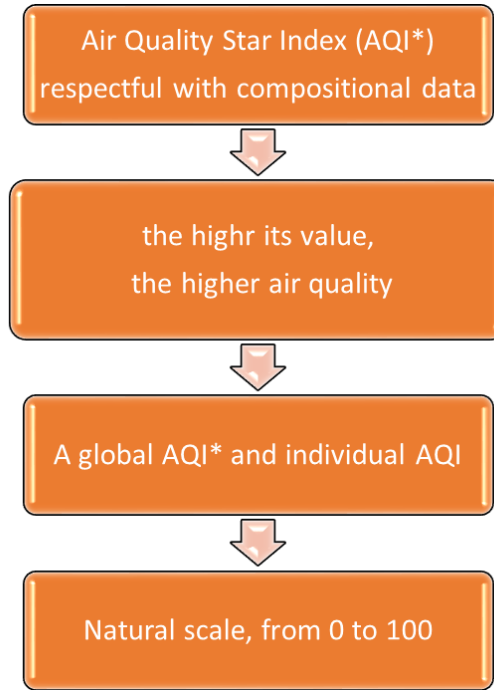 Air Quality Star Index (AQI*)
respectful with compositional data
the highr its value,
the higher air quality
A global AQI* and individual AQI
Natural scale, from 0 to 100